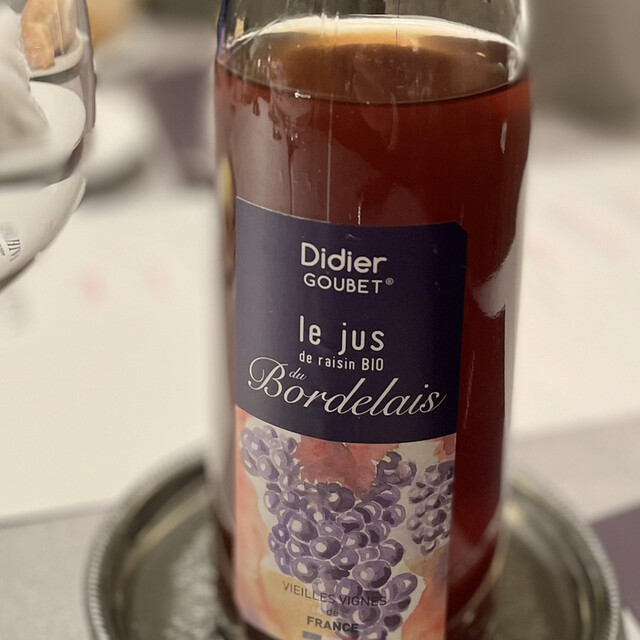 Didier
GOUBET®
le jus
de raisin BIO
du
Bordelais
VIEILLES VIGNES
de
FRANCE